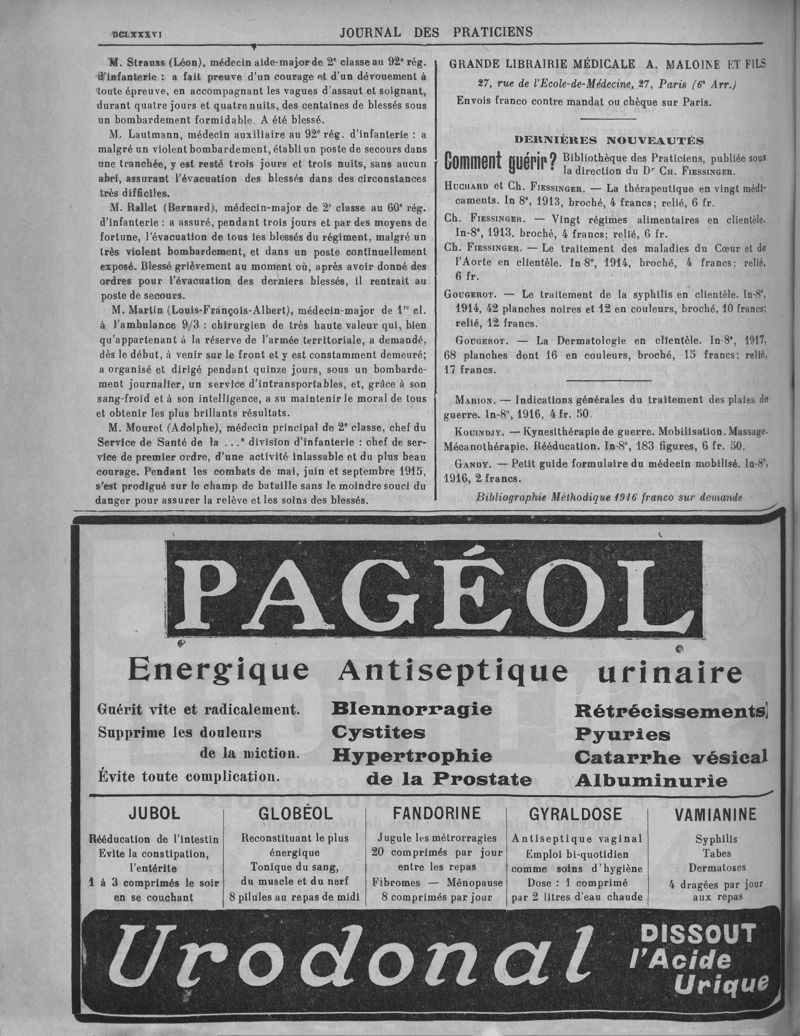 DCLXXXVI
JOURNAL DES PRATICIENS
M. Strauss (Léon), médecin aide-major de 2ᵉ classe au 92ᵉ rég.
d'infanterie : a fait preuve d'un courage et d'un dévouement à
toute épreuve, en accompagnant les vagues d'assaut et soignant,
durant quatre jours et quatre nuits, des centaines de blessés sous
un bombardement formidable. A été blessé.
M. Lautmann, médecin auxiliaire au 92ᵉ rég. d'infanterie : a
malgré un violent bombardement, établi un poste de secours dans
une tranchée, y est resté trois jours et trois nuits, sans aucun
abri, assurant l'évacuation des blessés dans des circonstances
très difficiles.
M. Rallet (Bernard), médecin-major de 2ᵉ classe au 60ᵉ rég.
d'infanterie : a assuré, pendant trois jours et par des moyens de
fortune, l'évacuation de tous les blessés du régiment, malgré un
très violent bombardement, et dans un poste continuellement
exposé. Blessé grièvement au moment où, après avoir donné des
ordres pour l'évacuation des derniers blessés, il rentrait au
poste de secours.
M. Martin (Louis-François-Albert), médecin-major de 1ʳᵉ cl.
à l'ambulance 9/3 : chirurgien de très haute valeur qui, bien
qu'appartenant à la réserve de l'armée territoriale, a demandé,
dès le début, à venir sur le front et y est constamment demeuré;
a organisé et dirigé pendant quinze jours, sous un bombarde-
ment journalier, un service d'intransportables, et, grâce à son
sang-froid et à son intelligence, a su maintenir le moral de tous
et obtenir les plus brillants résultats.
M. Mouret (Adolphe), médecin principal de 2ᵉ classe, chef du
Service de Santé de la ...ᵉ division d'infanterie : chef de ser-
vice de premier ordre, d'une activité inlassable et du plus beau
courage. Pendant les combats de mai, juin et septembre 1915,
s'est prodigué sur le champ de bataille sans le moindre souci du
danger pour assurer la relève et les soins des blessés.
GRANDE LIBRAIRIE MÉDICALE A. MALOINE ET FILS
27, rue de l'Ecole-de-Médecine, 27, Paris (6ᵉ Arr.)
Envois franco contre mandat ou chèque sur Paris.
DERNIÈRES NOUVEAUTÉS
Comment guérir? Bibliothèque des Praticiens, publiée sous
la direction du Dʳ CH. FIESSINGER.
HUCHARD et CH. FIESSINGER. — La thérapeutique en vingt médi-
caments. In 8°, 1913, broché, 4 francs; relié, 6 fr.
CH. FIESSINGER. — Vingt régimes alimentaires en clientèle.
In-8°, 1913, broché, 4 francs; relié, 6 fr.
CH. FIESSINGER. — Le traitement des maladies du Cœur et de
l'Aorte en clientèle. In 8°, 1914, broché, 4 francs; relié,
6 fr.
GOUGEROT. — Le traitement de la syphilis en clientèle. In-8°,
1914, 42 planches noires et 12 en couleurs, broché, 10 francs;
relié, 12 francs.
GOUGEROT. — La Dermatologie en clientèle. In-8°, 1917,
68 planches dont 16 en couleurs, broché, 15 francs; relié,
17 francs.
MARION. — Indications générales du traitement des plaies de
guerre. In-8°, 1916, 4 fr. 50.
KOUINDJY. — Kynesithérapie de guerre. Mobilisation. Massage.
Mécanothérapie. Rééducation. In-8°, 183 figures, 6 fr. 50.
GANDY. — Petit guide formulaire du médecin mobilisé. In-8°,
1916, 2 francs.
Bibliographie Méthodique 1916 franco sur demande
PAGÉOL
Energique Antiseptique urinaire
Guérit vite et radicalement.
Supprime les douleurs
de la miction.
Évite toute complication.
Blennorragie
Cystites
Hypertrophie
de la Prostate
Rétrécissements
Pyuries
Catarrhe vésical
Albuminurie
JUBOL
Rééducation de l'intestin
Evite la constipation,
l'entérite
1 à 3 comprimés le soir
en se couchant
GLOBÉOL
Reconstituant le plus
énergique
Tonique du sang,
du muscle et du nerf
8 pilules au repas de midi
FANDORINE
Jugule les métrorragies
20 comprimés par jour
entre les repas
Fibromes — Ménopause
8 comprimés par jour
GYRALDOSE
Antiseptique vaginal
Emploi bi-quotidien
comme soins d'hygiène
Dose : 1 comprimé
par 2 litres d'eau chaude
VAMIANINE
Syphilis
Tabes
Dermatoses
4 dragées par jour
aux repas
Urodonal
DISSOUT
l'Acide
Urique